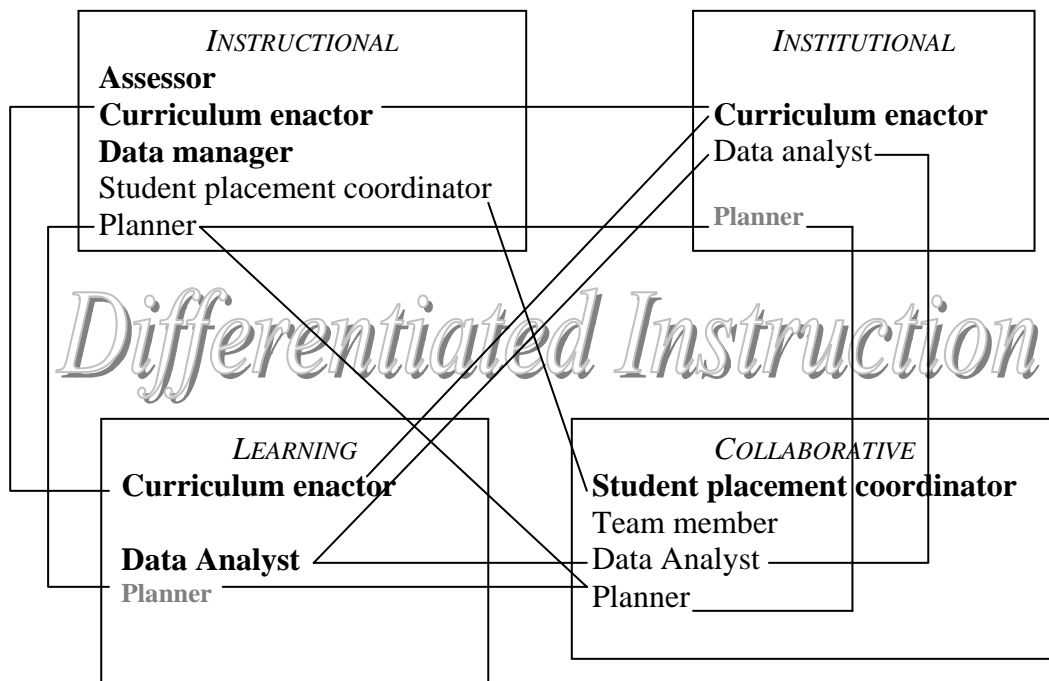 INSTRUCTIONAL
Assessor
Curriculum enactor
Data manager
Student placement coordinator
Planner
INSTITUTIONAL
Curriculum enactor
Data analyst
Planner
Differentiated Instruction
LEARNING
Curriculum enactor
Data Analyst
Planner
COLLABORATIVE
Student placement coordinator
Team member
Data Analyst
Planner